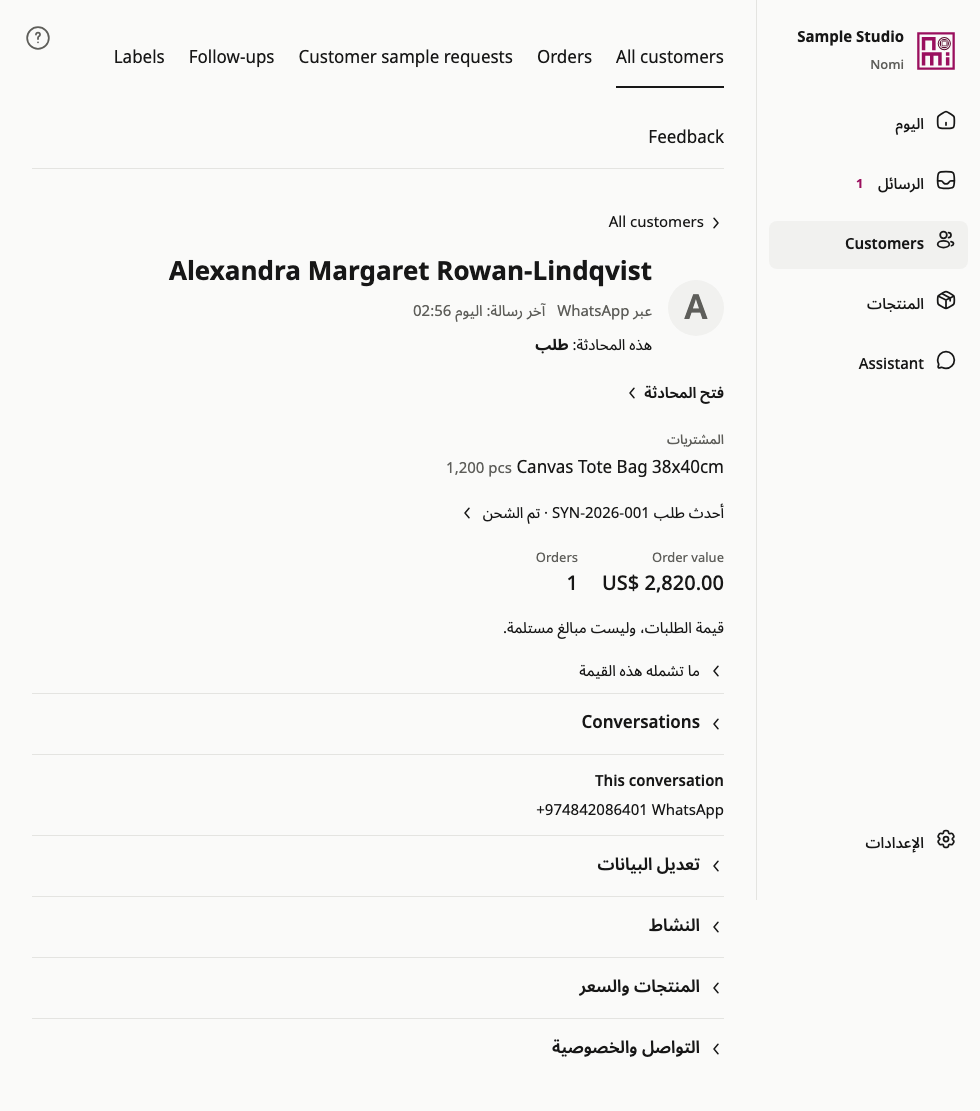 Sample Studio
Nomi
اليوم
الرسائل 1
Customers
المنتجات
Assistant
الإعدادات
All customers
Orders
Customer sample requests
Follow-ups
Labels
Feedback
All customers
Alexandra Margaret Rowan-Lindqvist
عبر WhatsApp آخر رسالة: اليوم 02:56
هذه المحادثة: طلب
A
فتح المحادثة
المشتريات
Canvas Tote Bag 38x40cm 1,200 pcs
أحدث طلب SYN-2026-001 · تم الشحن
Order value
US$ 2,820.00
Orders
1
قيمة الطلبات، وليست مبالغ مستلمة.
ما تشمله هذه القيمة
Conversations
This conversation
WhatsApp +974842086401
تعديل البيانات
النشاط
المنتجات والسعر
التواصل والخصوصية